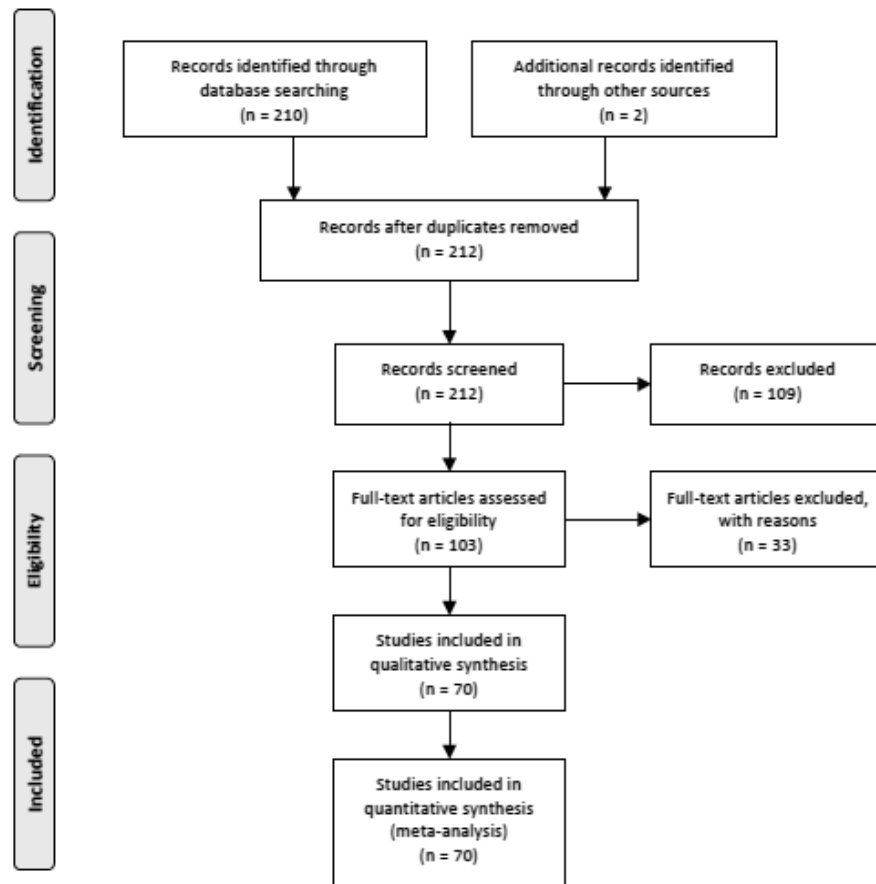 Identification
Records identified through
database searching
(n = 210)
Additional records identified
through other sources
(n = 2)
Records after duplicates removed
(n = 212)
Screening
Records screened
(n = 212)
Records excluded
(n = 109)
Eligibility
Full-text articles assessed
for eligibility
(n = 103)
Full-text articles excluded,
with reasons
(n = 33)
Studies included in
qualitative synthesis
(n = 70)
Included
Studies included in
quantitative synthesis
(meta-analysis)
(n = 70)